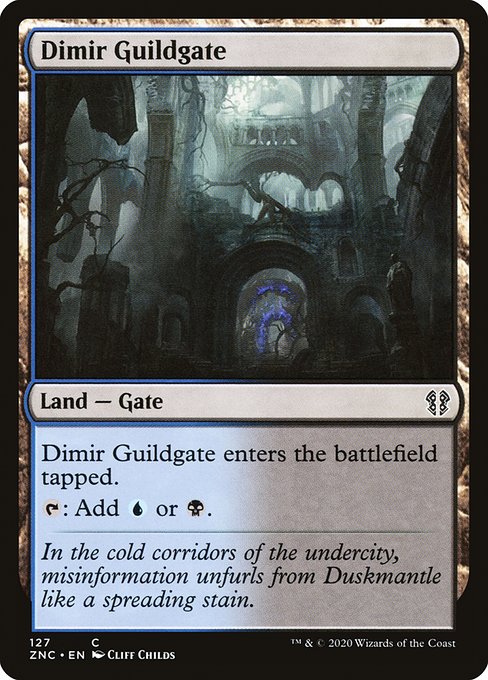 Dimir Guildgate
Land — Gate
Dimir Guildgate enters the battlefield
tapped.
: Add or .
In the cold corridors of the undercity,
misinformation unfurls from Duskmantle
like a spreading stain.
127 C
ZNC • EN Cliff Childs
™ & © 2020 Wizards of the Coast